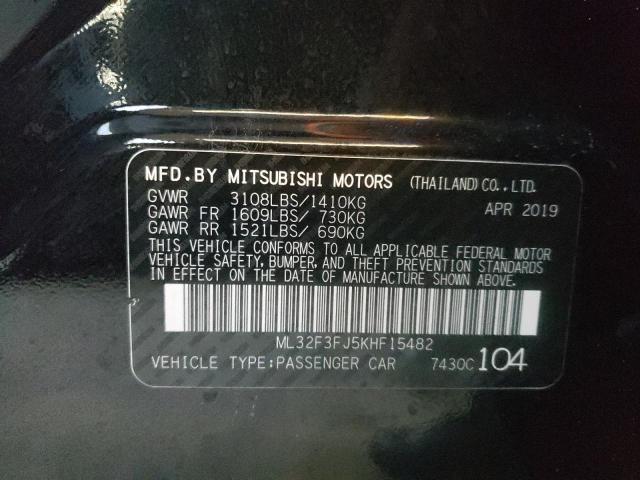 MFD.BY MITSUBISHI MOTORS (THAILAND)CO.,LTD.
GVWR 3108LBS/1410KG APR 2019
GAWR FR 1609LBS/ 730KG
GAWR RR 1521LBS/ 690KG
THIS VEHICLE CONFORMS TO ALL APPLICABLE FEDERAL MOTOR
VEHICLE SAFETY, BUMPER, AND THEFT PREVENTION STANDARDS
IN EFFECT ON THE DATE OF MANUFACTURE SHOWN ABOVE.
ML32F3FJ5KHF15482
VEHICLE TYPE:PASSENGER CAR 7430C 104